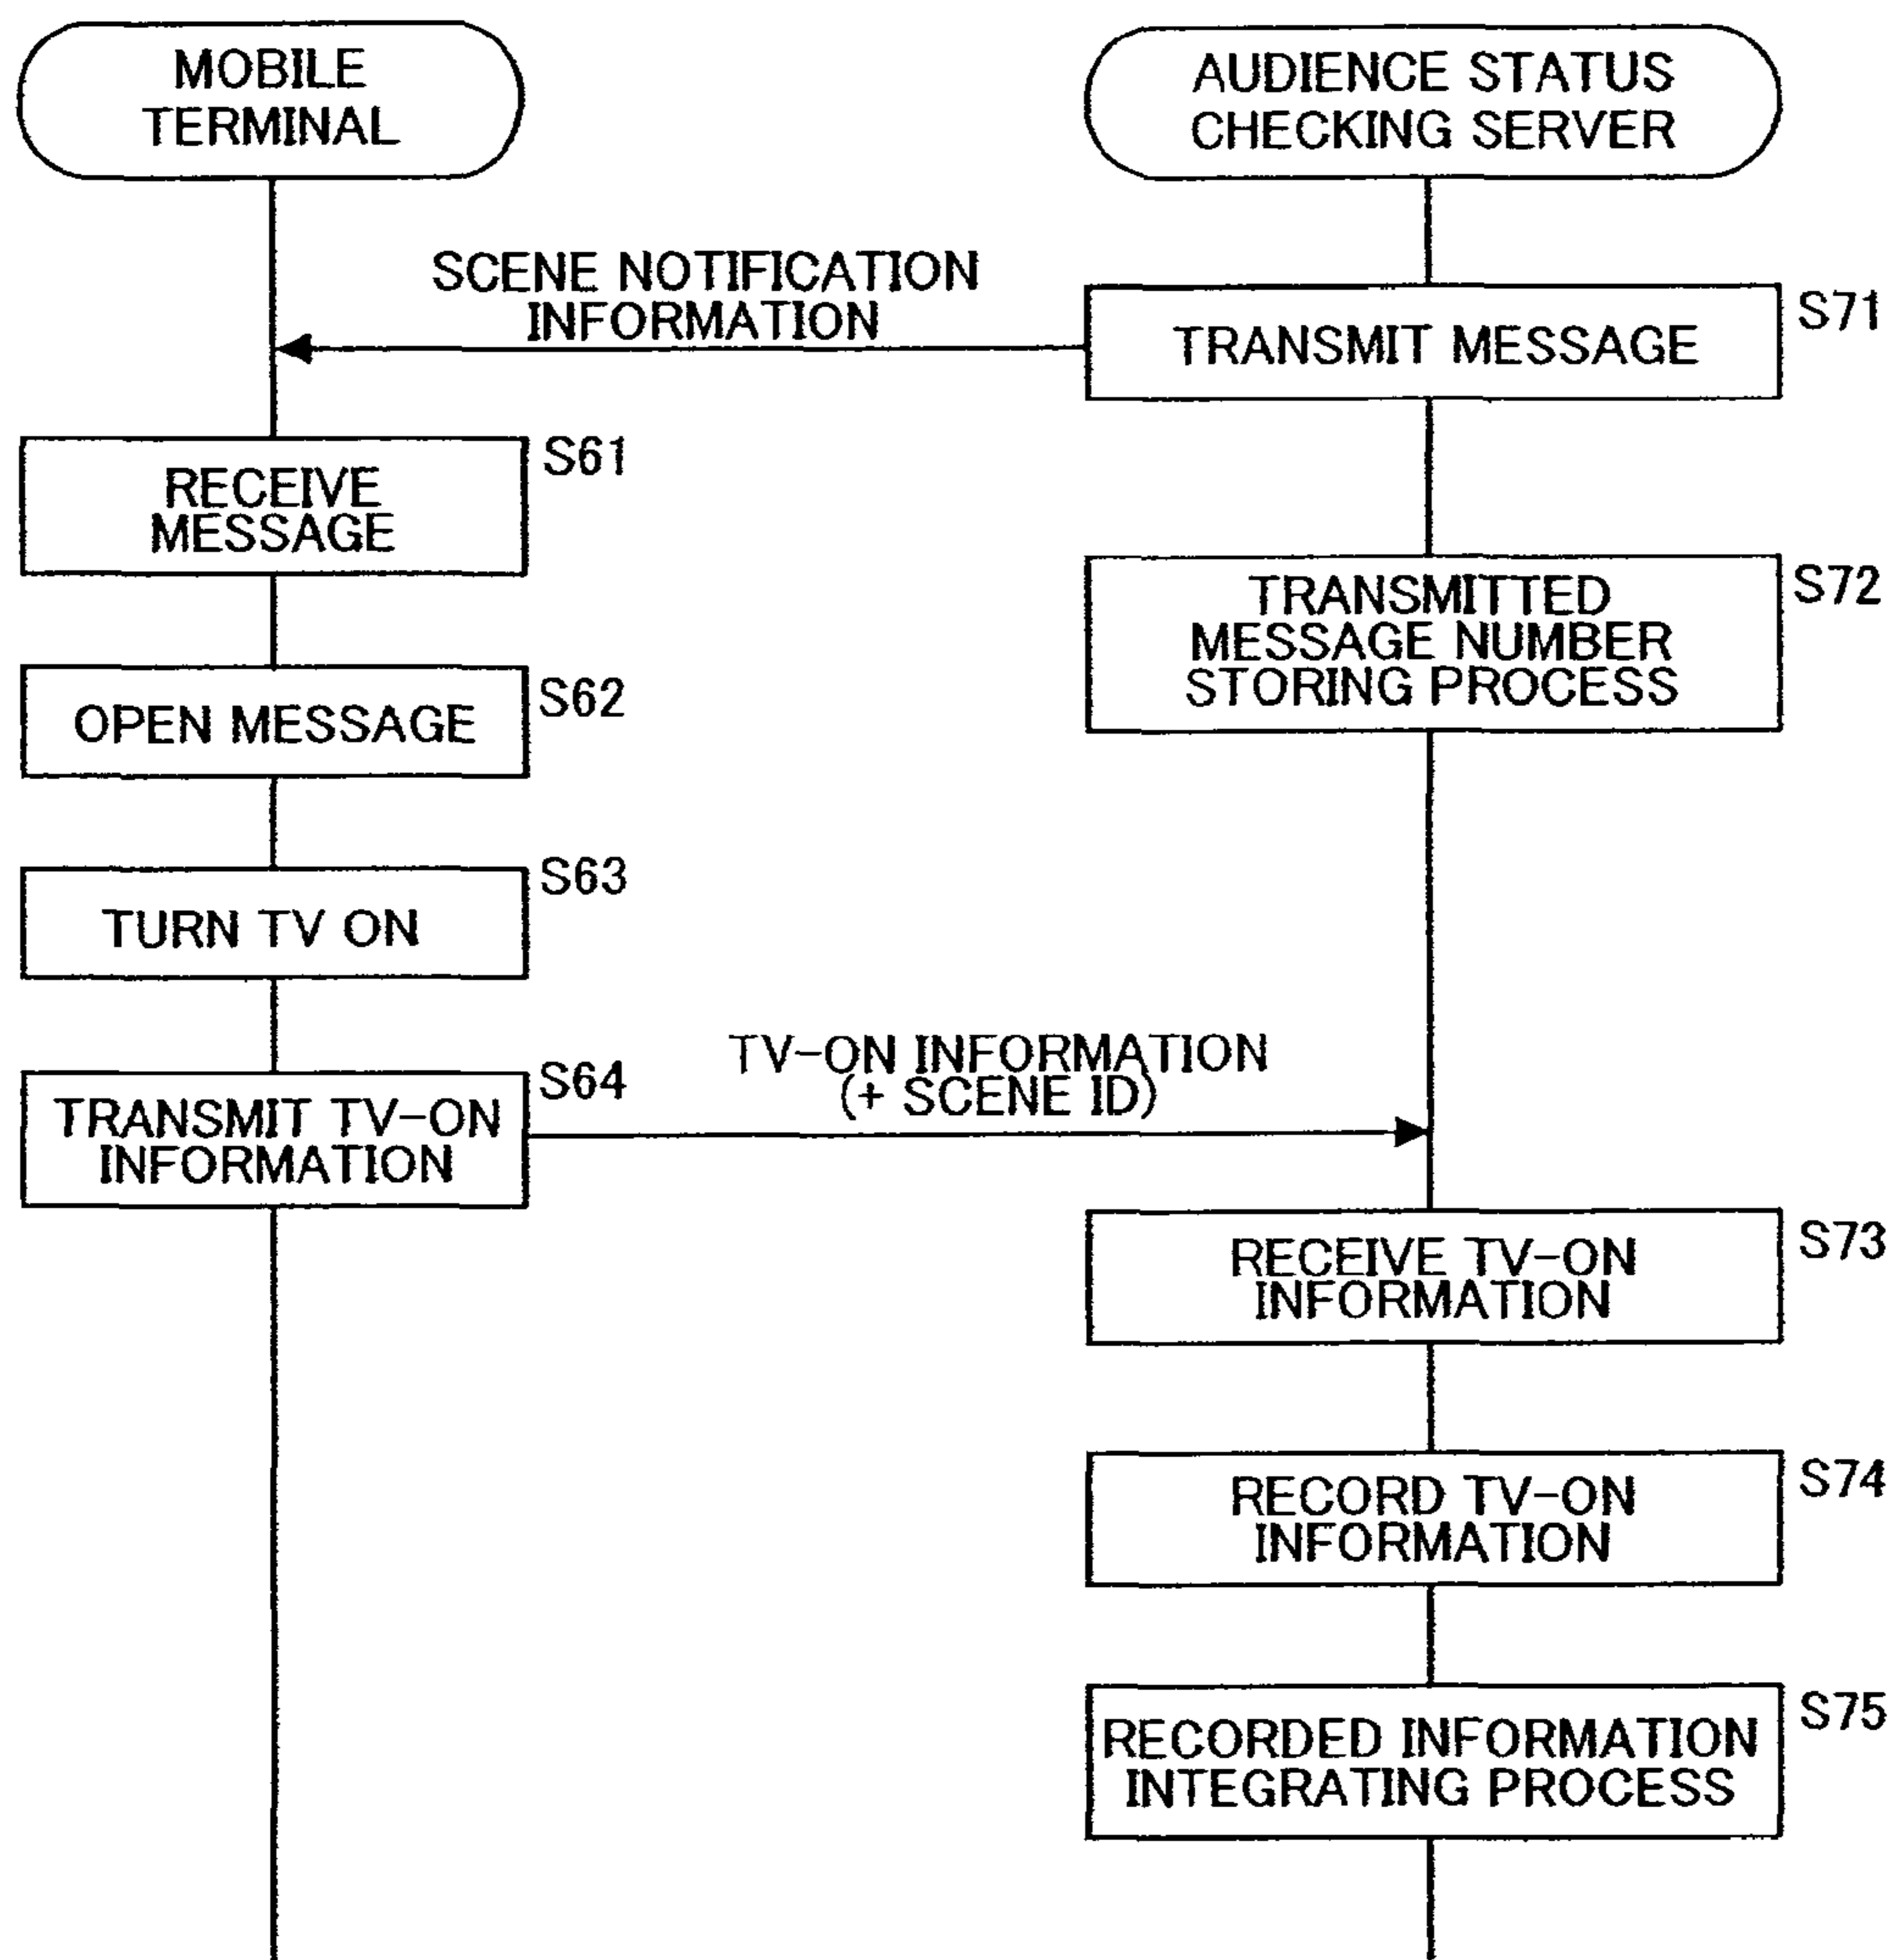 MOBILE
TERMINAL
AUDIENCE STATUS
CHECKING SERVER
SCENE NOTIFICATION
INFORMATION
TRANSMIT MESSAGE
S71
RECEIVE
MESSAGE
S61
TRANSMITTED
MESSAGE NUMBER
STORING PROCESS
S72
OPEN MESSAGE
S62
TURN TV ON
S63
TRANSMIT TV-ON
INFORMATION
S64
TV-ON INFORMATION
(+ SCENE ID)
RECEIVE TV-ON
INFORMATION
S73
RECORD TV-ON
INFORMATION
S74
RECORDED INFORMATION
INTEGRATING PROCESS
S75